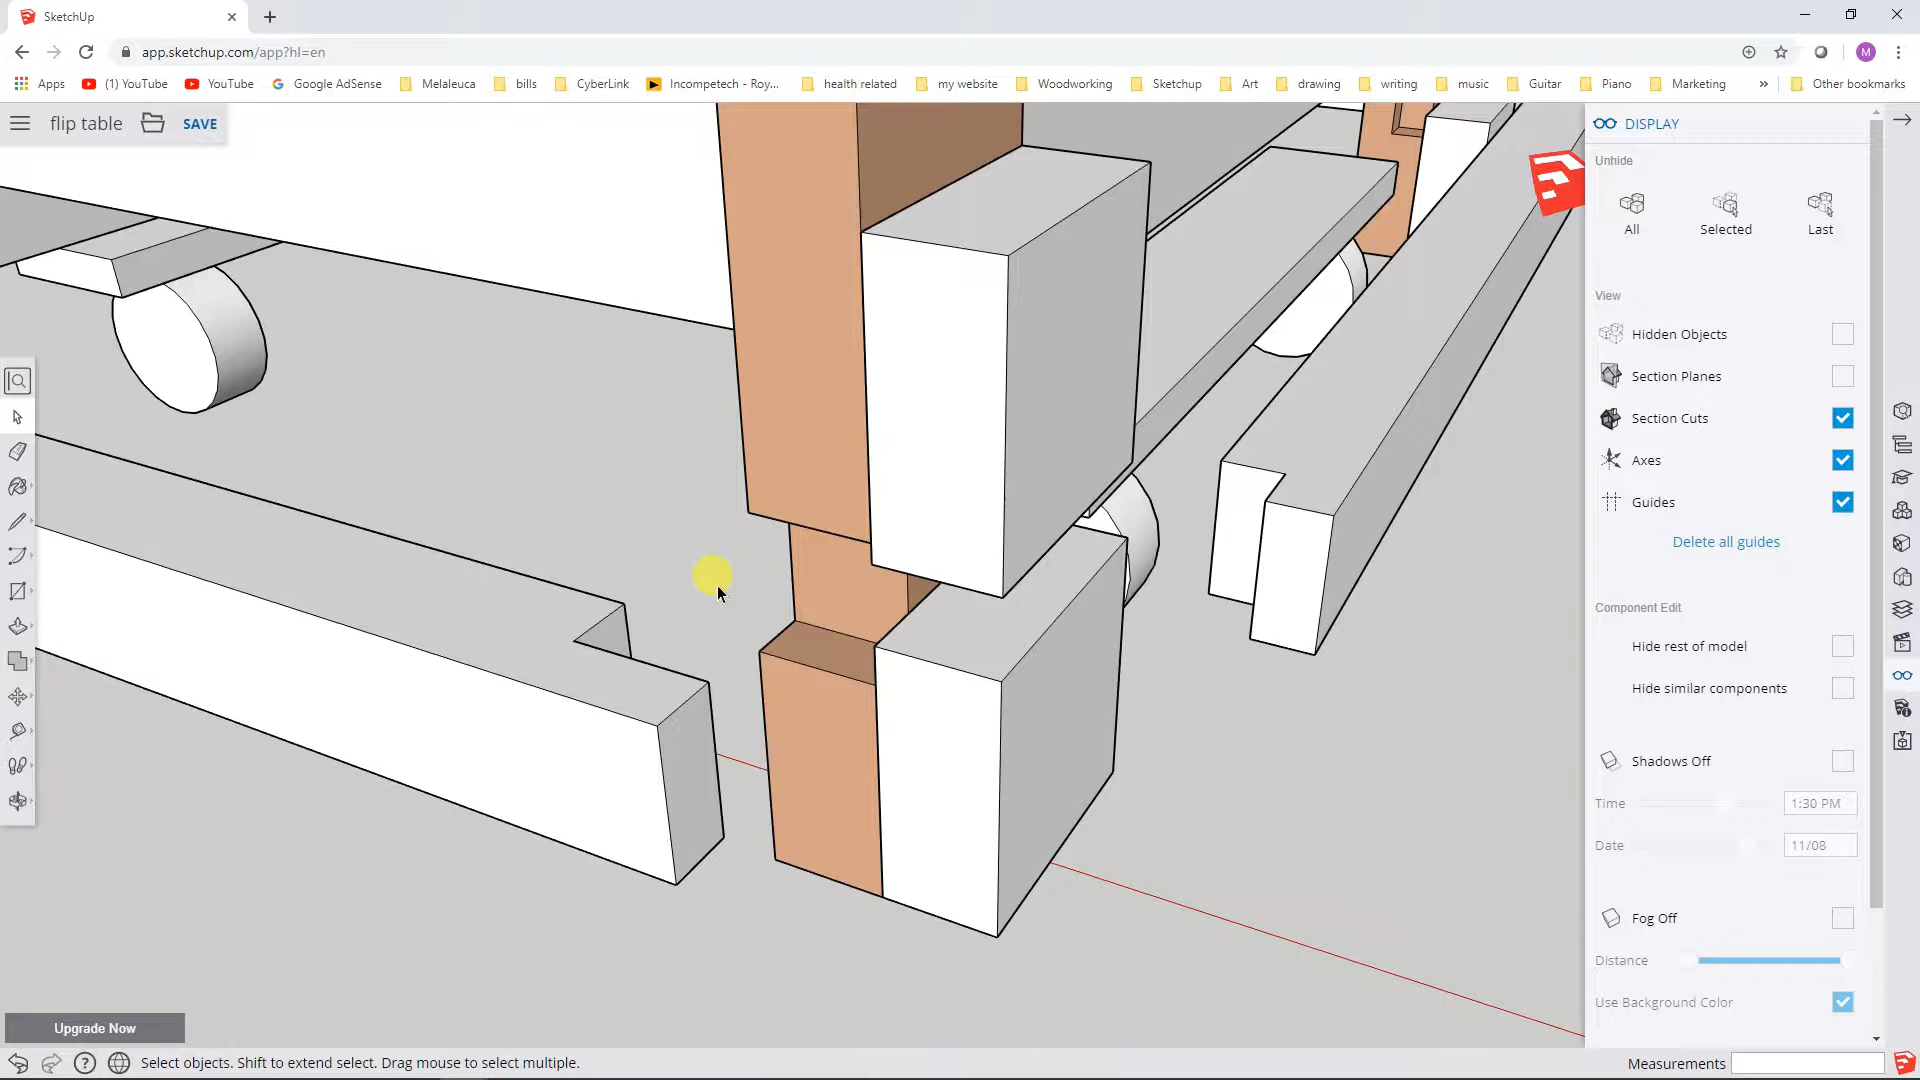 SketchUp
app.sketchup.com/app?hl=en
M
Apps (1) YouTube YouTube Google AdSense Melaleuca bills CyberLink Incompetech - Roy... health related my website Woodworking Sketchup Art drawing writing music Guitar Piano Marketing » Other bookmarks
flip table SAVE
DISPLAY
Unhide
All Selected Last
View
Hidden Objects
Section Planes
Section Cuts
Axes
Guides
Delete all guides
Component Edit
Hide rest of model
Hide similar components
Shadows Off
Time 1:30 PM
Date 11/08
Fog Off
Distance
Use Background Color
Upgrade Now
Select objects. Shift to extend select. Drag mouse to select multiple.
Measurements